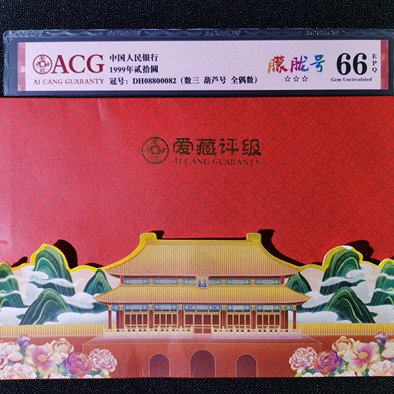 ACG
AI CANG GUARANTY
中国人民银行
1999年贰拾圆
冠号：DH08800082（数三 葫芦号 全偶数）
朦胧号
☆☆☆
66
EPQ
Gem Uncirculated
爱藏评级
AI CANG GUARANTY